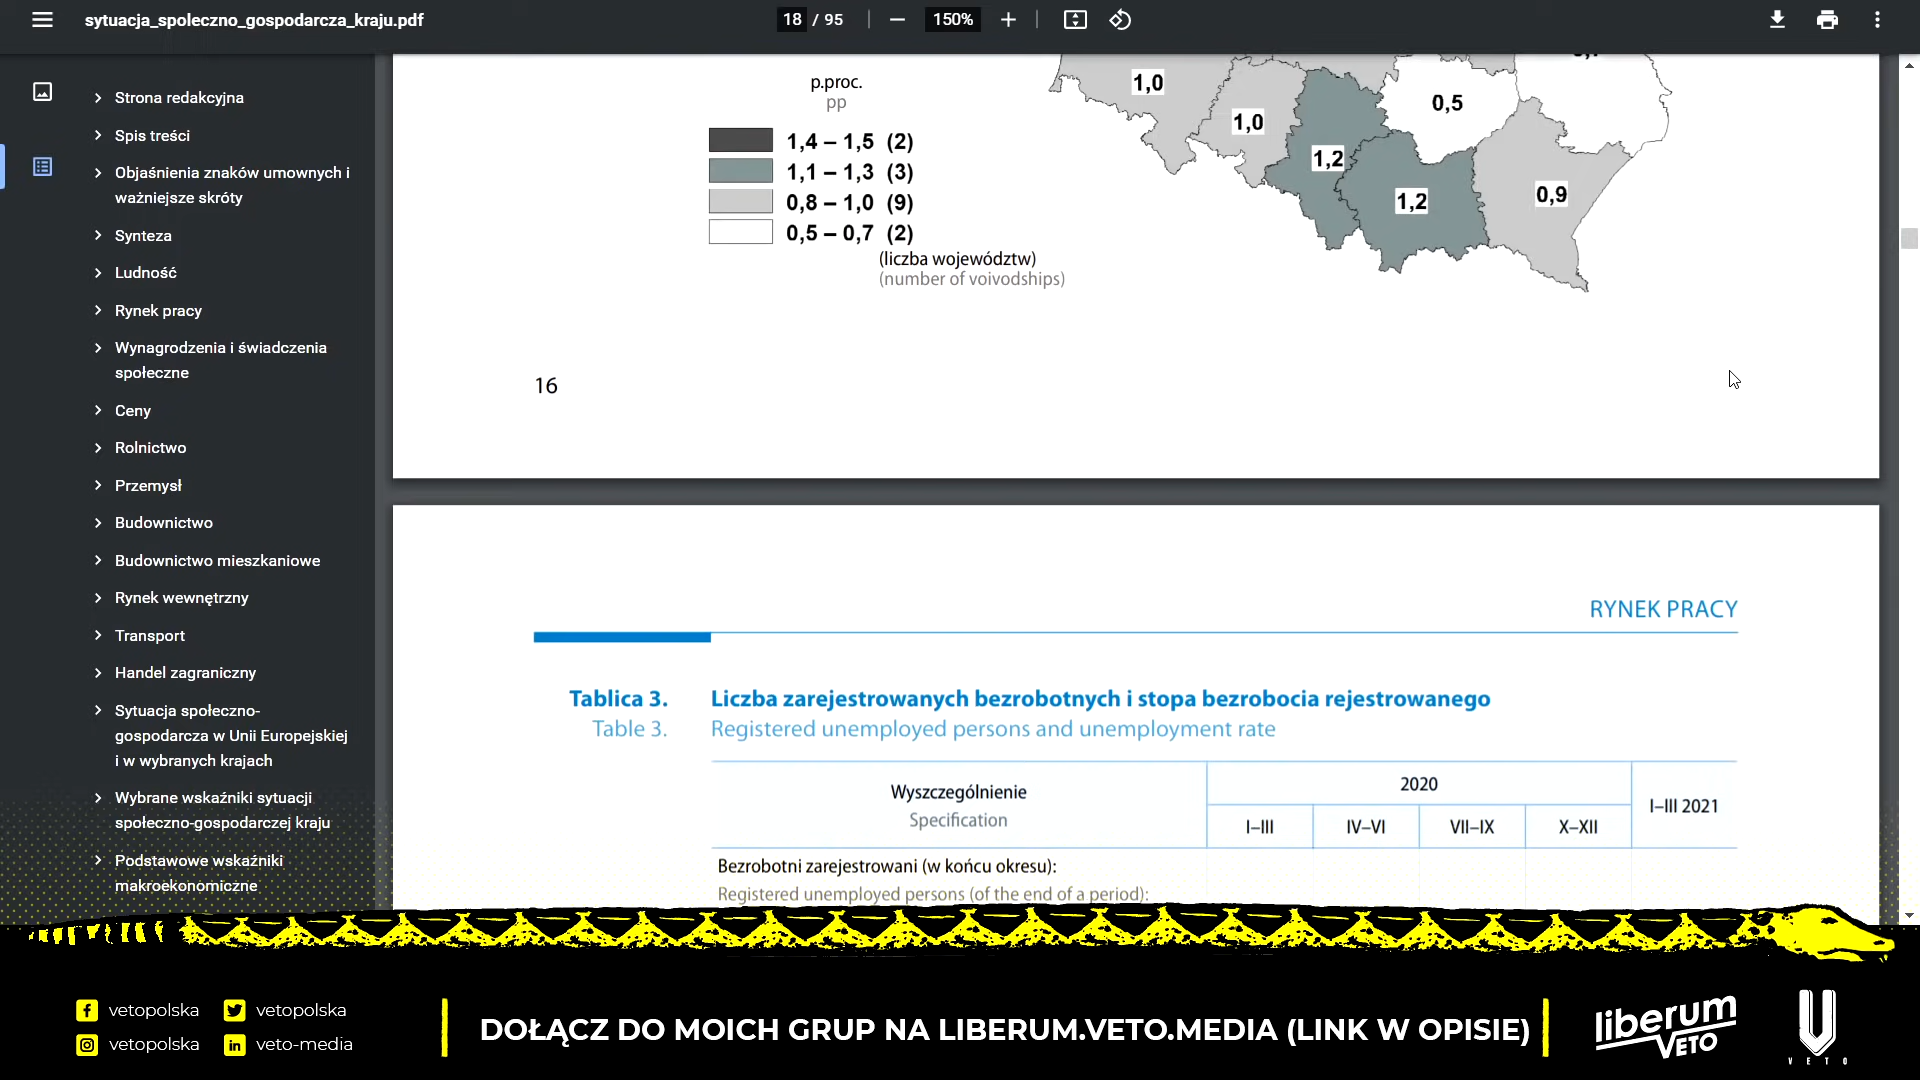 sytuacja_spoleczno_gospodarcza_kraju.pdf
18 / 95
150%
Strona redakcyjna
Spis treści
Objaśnienia znaków umownych i
ważniejsze skróty
Synteza
Ludność
Rynek pracy
Wynagrodzenia i świadczenia
społeczne
Ceny
Rolnictwo
Przemysł
Budownictwo
Budownictwo mieszkaniowe
Rynek wewnętrzny
Transport
Handel zagraniczny
Sytuacja społeczno-
gospodarcza w Unii Europejskiej
i w wybranych krajach
Wybrane wskaźniki sytuacji
społeczno-gospodarczej kraju
Podstawowe wskaźniki
makroekonomiczne
p.proc.
pp
1,4 – 1,5 (2)
1,1 – 1,3 (3)
0,8 – 1,0 (9)
0,5 – 0,7 (2)
(liczba województw)
(number of voivodships)
1,0
1,0
0,5
1,2
1,2
0,9
16
RYNEK PRACY
Tablica 3. Liczba zarejestrowanych bezrobotnych i stopa bezrobocia rejestrowanego
Table 3. Registered unemployed persons and unemployment rate
Wyszczególnienie
Specification
2020
I–III IV–VI VII–IX X–XII
I–III 2021
Bezrobotni zarejestrowani (w końcu okresu):
Registered unemployed persons (of the end of a period):
vetopolska vetopolska
vetopolska veto-media
DOŁĄCZ DO MOICH GRUP NA LIBERUM.VETO.MEDIA (LINK W OPISIE)
liberum
VETO
VETO